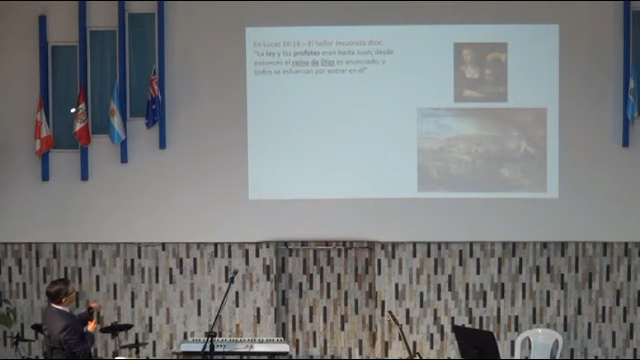 En Lucas 16:16 – El Señor Jesucristo dice:
"La ley y los profetas eran hasta Juan; desde
entonces el reino de Dios es anunciado, y
todos se esfuerzan por entrar en él"